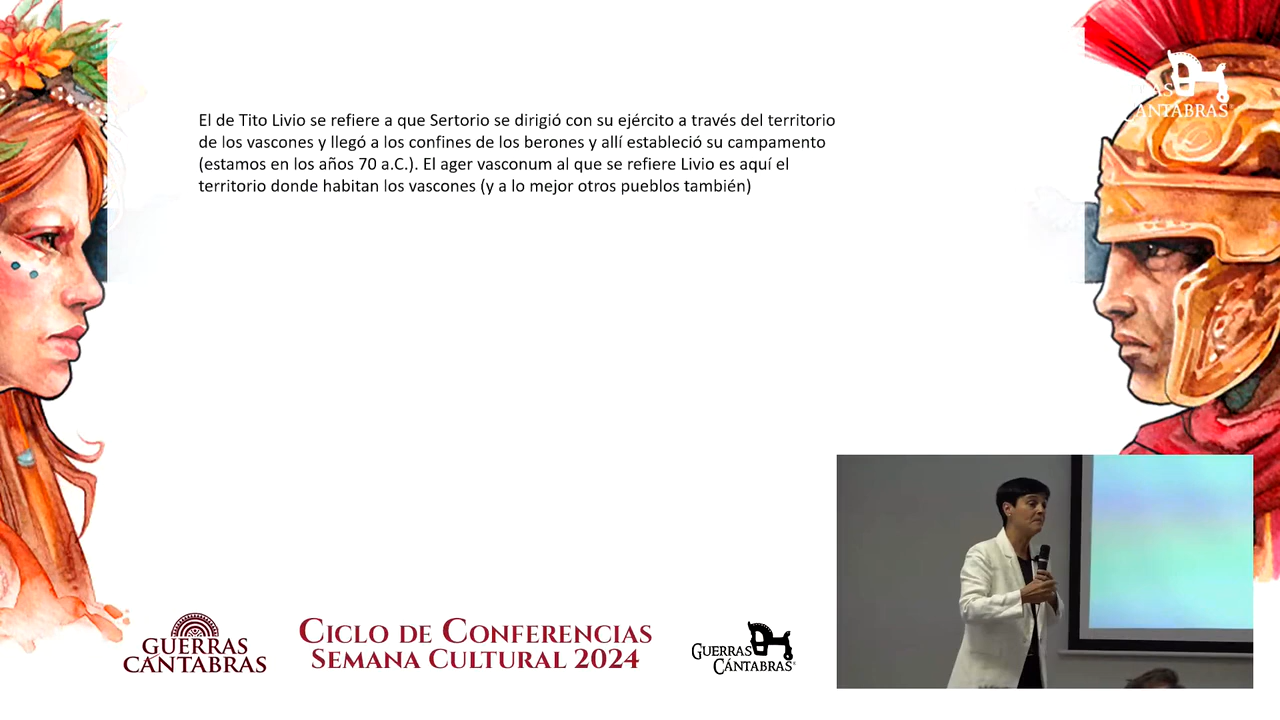 El de Tito Livio se refiere a que Sertorio se dirigió con su ejército a través del territorio
de los vascones y llegó a los confines de los berones y allí estableció su campamento
(estamos en los años 70 a.C.). El ager vasconum al que se refiere Livio es aquí el
territorio donde habitan los vascones (y a lo mejor otros pueblos también)
CÁNTABRAS
GUERRAS
CÁNTABRAS
CICLO DE CONFERENCIAS
SEMANA CULTURAL 2024
GUERRAS
CÁNTABRAS